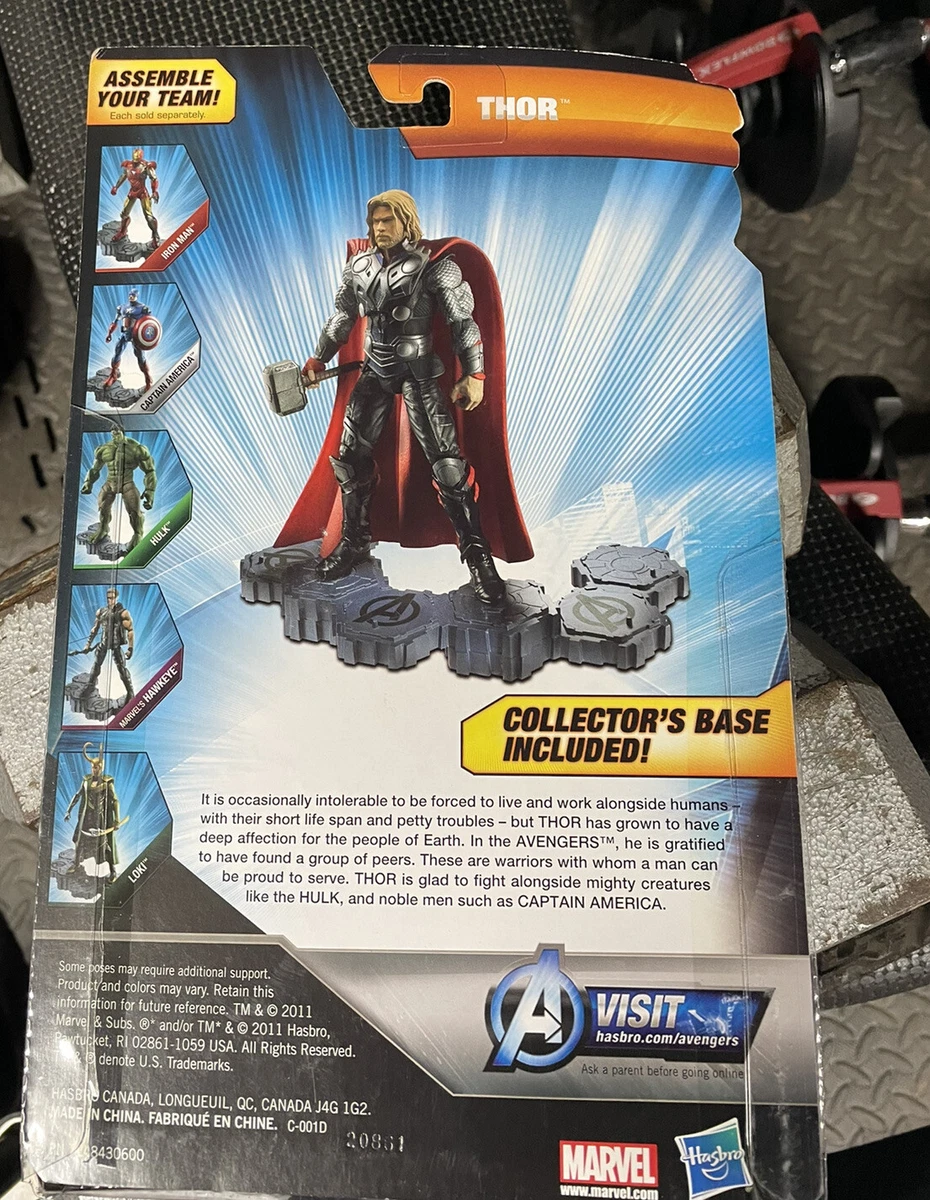 ASSEMBLE
YOUR TEAM!
Each sold separately.
THOR™
IRON MAN™
CAPTAIN AMERICA™
HULK™
MARVEL'S HAWKEYE™
LOKI™
COLLECTOR'S BASE
INCLUDED!
It is occasionally intolerable to be forced to live and work alongside humans –
with their short life span and petty troubles – but THOR has grown to have a
deep affection for the people of Earth. In the AVENGERS™, he is gratified
to have found a group of peers. These are warriors with whom a man can
be proud to serve. THOR is glad to fight alongside mighty creatures
like the HULK, and noble men such as CAPTAIN AMERICA.
Some poses may require additional support.
Product and colors may vary. Retain this
information for future reference. TM & © 2011
Marvel & Subs. ®* and/or TM* & © 2011 Hasbro,
Pawtucket, RI 02861-1059 USA. All Rights Reserved.
® denote U.S. Trademarks.
HASBRO CANADA, LONGUEUIL, QC, CANADA J4G 1G2.
MADE IN CHINA. FABRIQUÉ EN CHINE. C-001D
20861
8430600
A VISIT
hasbro.com/avengers
Ask a parent before going online
MARVEL
www.marvel.com
Hasbro
BOWFLEX